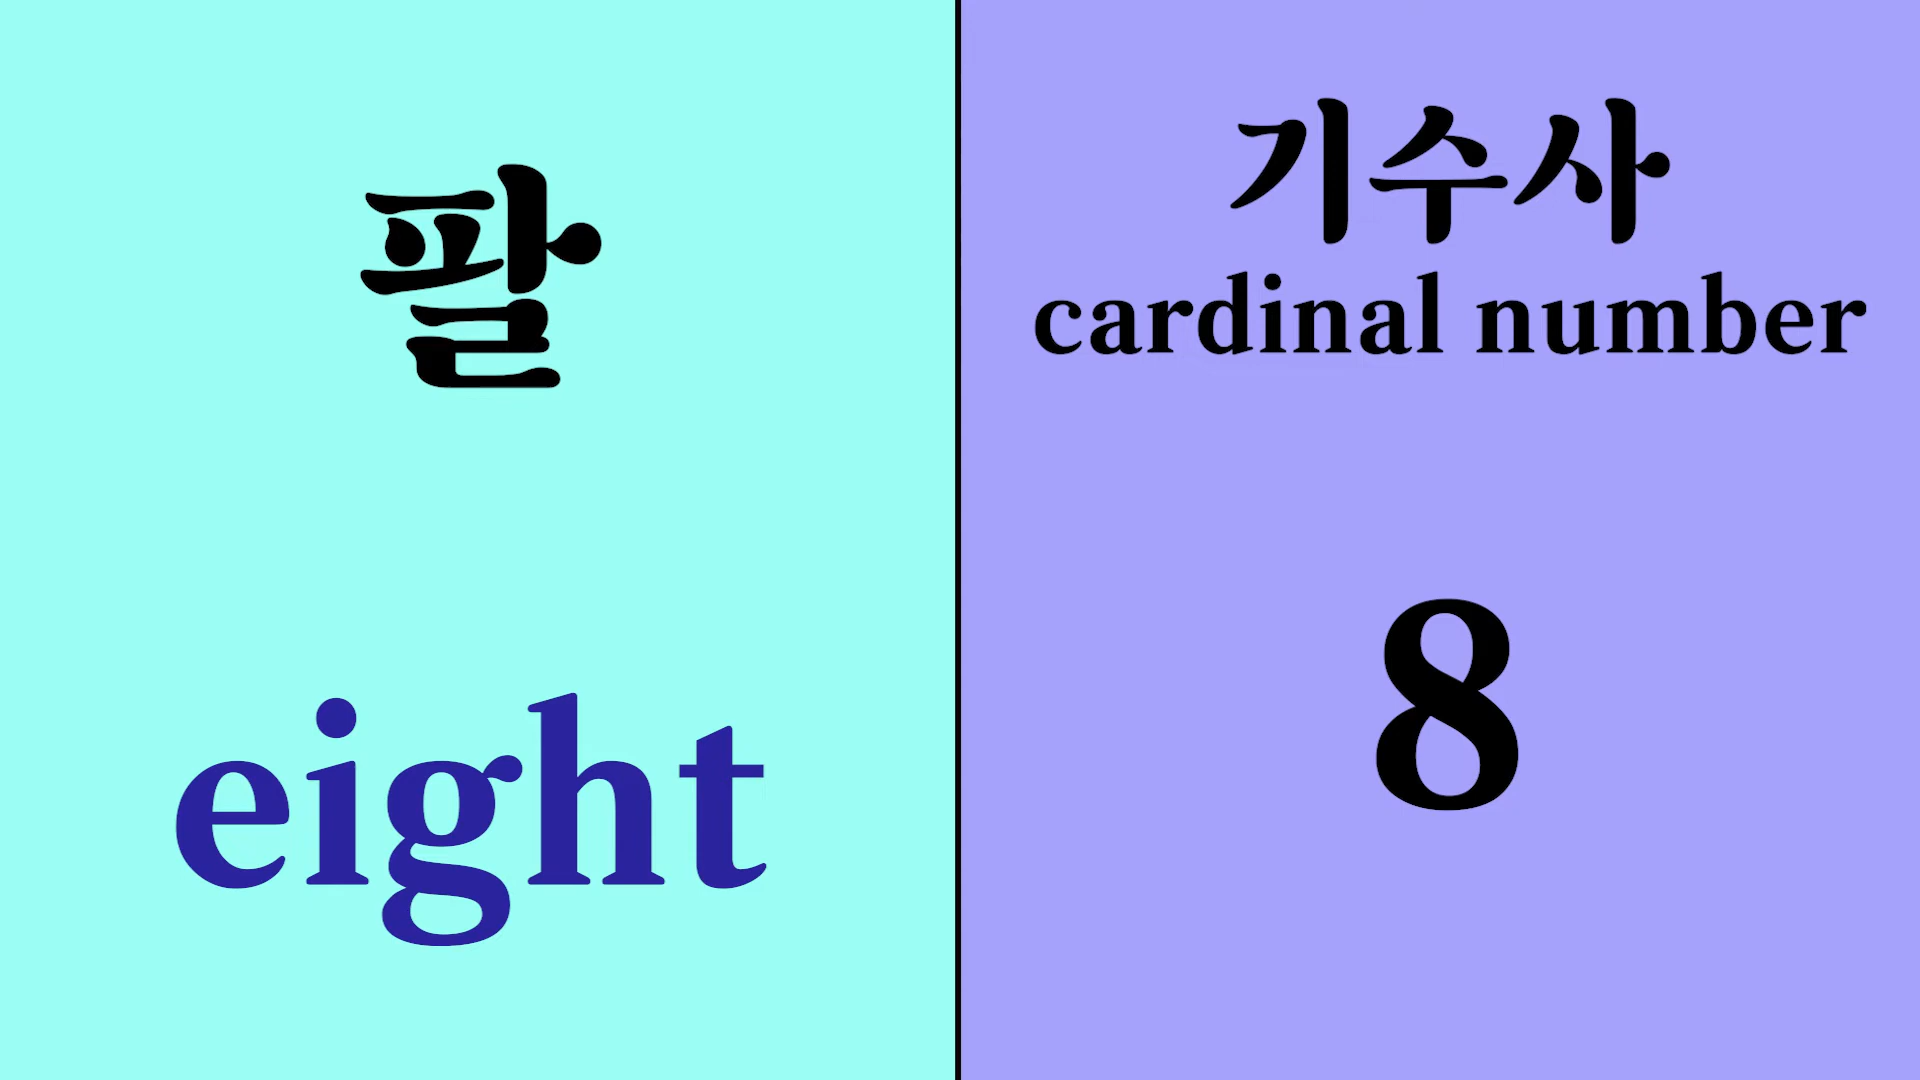 팔
eight
기수사
cardinal number
8